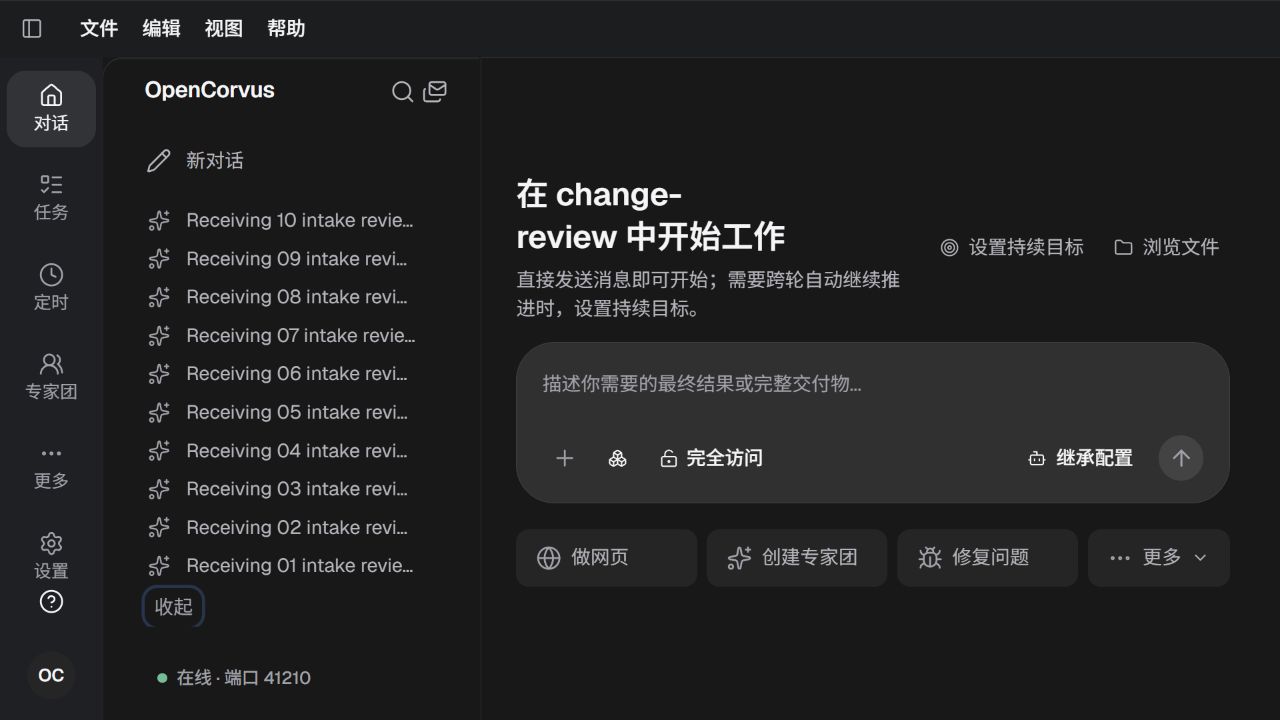 文件 编辑 视图 帮助
对话
任务
定时
专家团
更多
设置
OC
OpenCorvus
新对话
Receiving 10 intake revie...
Receiving 09 intake revi...
Receiving 08 intake revi...
Receiving 07 intake revie...
Receiving 06 intake revi...
Receiving 05 intake revi...
Receiving 04 intake revi...
Receiving 03 intake revi...
Receiving 02 intake revi...
Receiving 01 intake revie...
收起
在线 · 端口 41210
在 change-
review 中开始工作
直接发送消息即可开始；需要跨轮自动继续推
进时，设置持续目标。
设置持续目标 浏览文件
描述你需要的最终结果或完整交付物...
完全访问 继承配置
做网页 创建专家团 修复问题 更多